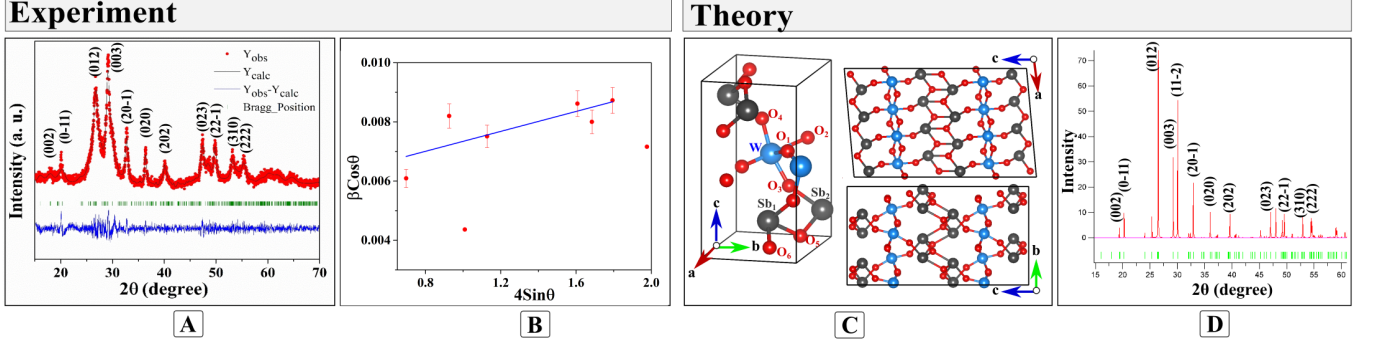 Experiment
Theory
Intensity (a. u.)
(002)
(0-11)
(012)
(003)
(20-1)
(020)
(202)
(023)
(22-1)
(310)
(222)
Yobs
Ycalc
Yobs-Ycalc
Bragg_Position
20 30 40 50 60 70
2θ (degree)
A
βCosθ
0.010
0.008
0.006
0.004
0.8 1.2 1.6 2.0
4Sinθ
B
O4
O1
O2
W
O3
Sb2
Sb1
O5
O6
c
b
a
c
a
b
c
C
Intensity
70
60
50
40
30
20
10
0
(002)
(0-11)
(012)
(003)
(11-2)
(20-1)
(020)
(202)
(023)
(22-1)
(310)
(222)
15 20 25 30 35 40 45 50 55 60
2θ (degree)
D